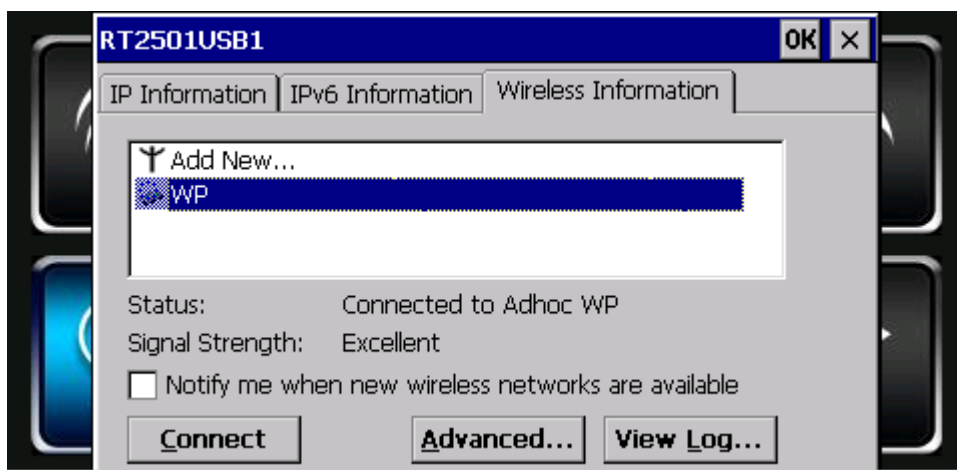 RT2501USB1 OK ×
IP Information IPv6 Information Wireless Information
Add New...
WP
Status: Connected to Adhoc WP
Signal Strength: Excellent
Notify me when new wireless networks are available
Connect Advanced... View Log...